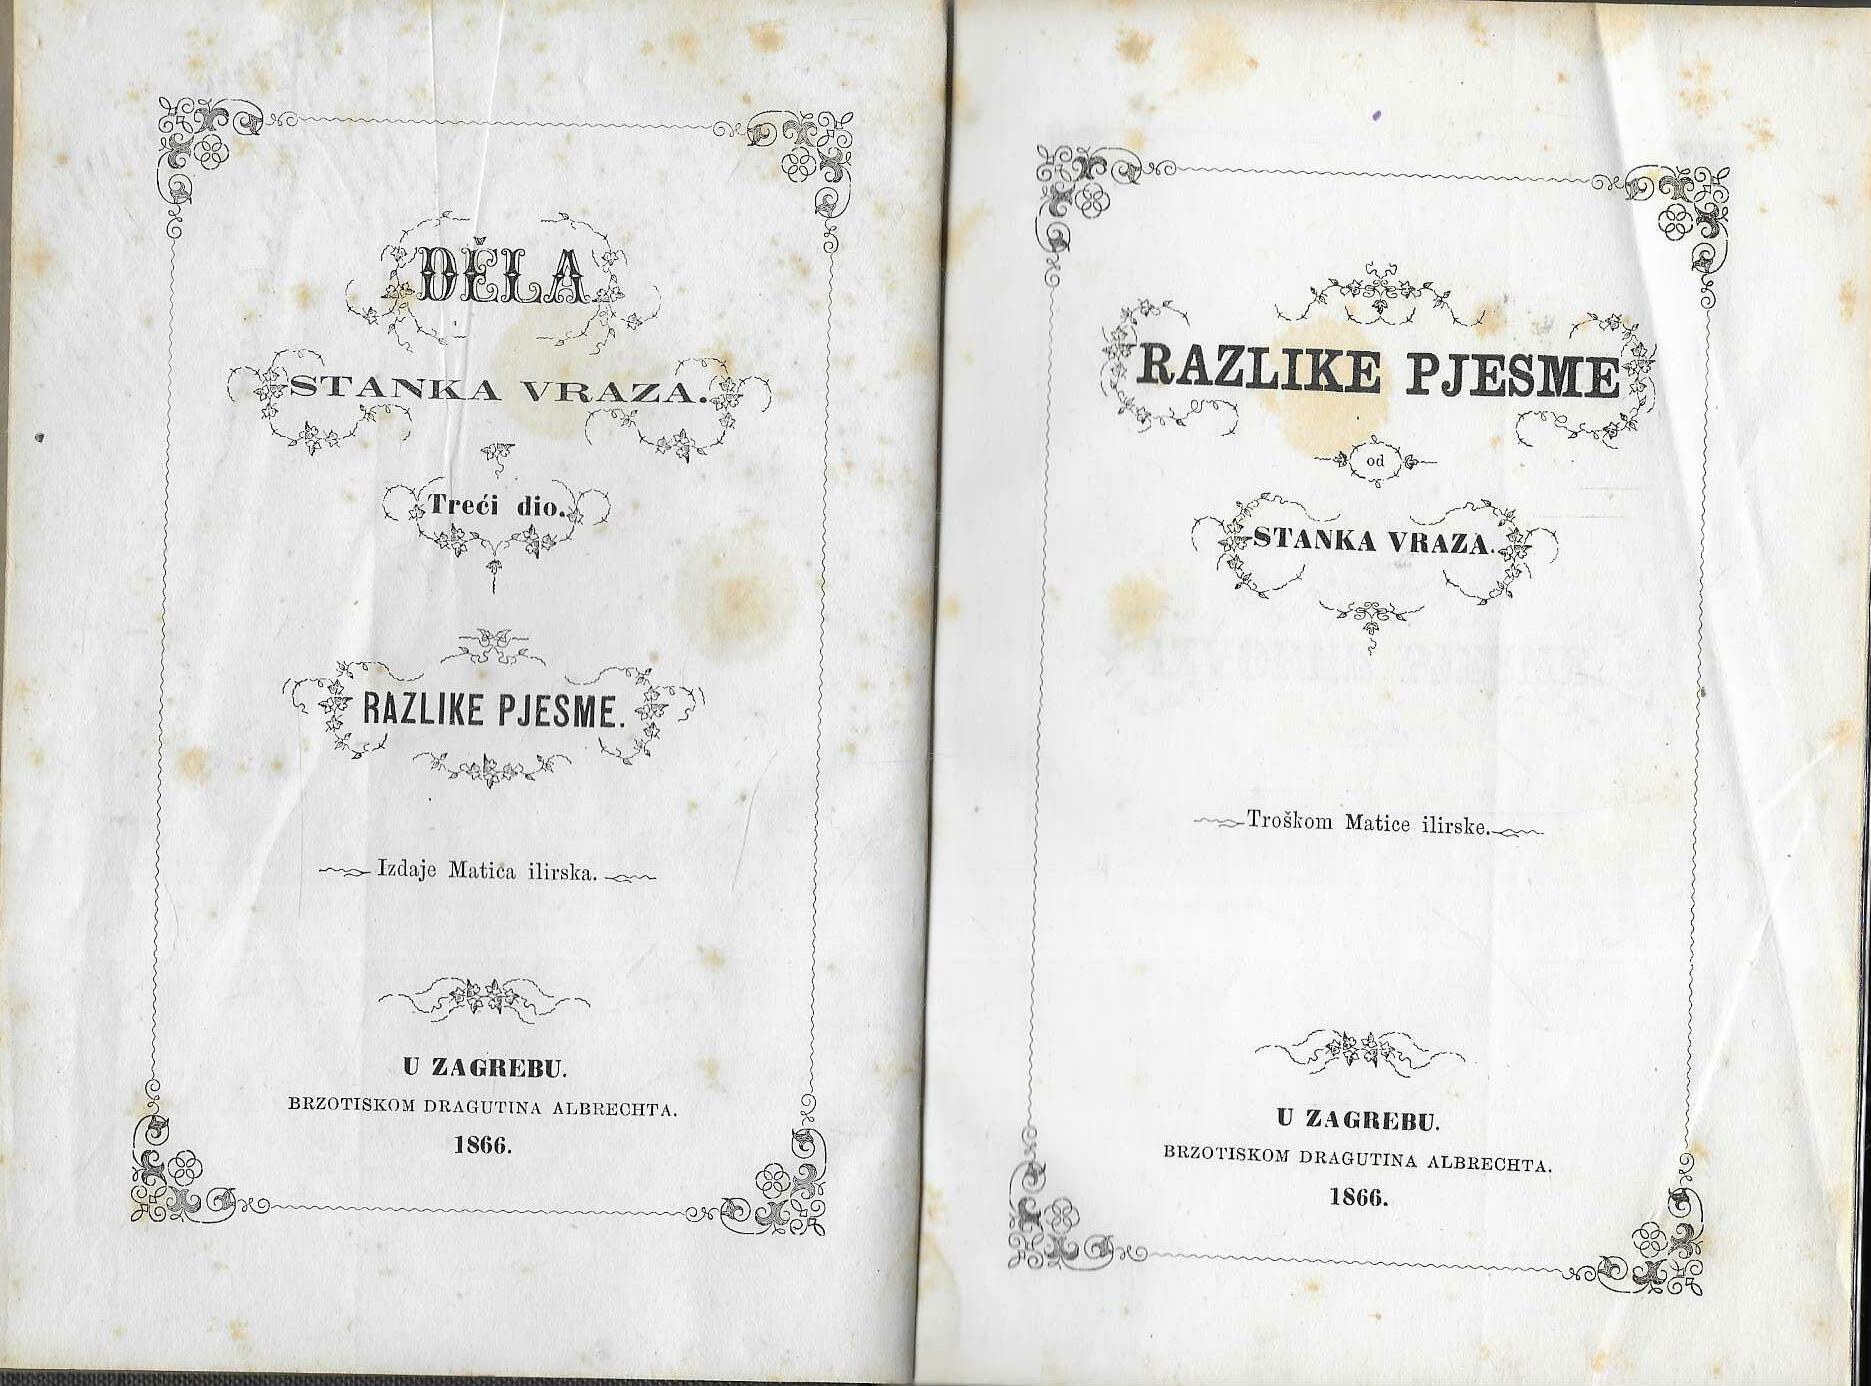 DĚLA
STANKA VRAZA.
Treći dio.
RAZLIKE PJESME.
Izdaje Matica ilirska.
U ZAGREBU.
BRZOTISKOM DRAGUTINA ALBRECHTA.
1866.
RAZLIKE PJESME
od
STANKA VRAZA.
Troškom Matice ilirske.
U ZAGREBU.
BRZOTISKOM DRAGUTINA ALBRECHTA.
1866.